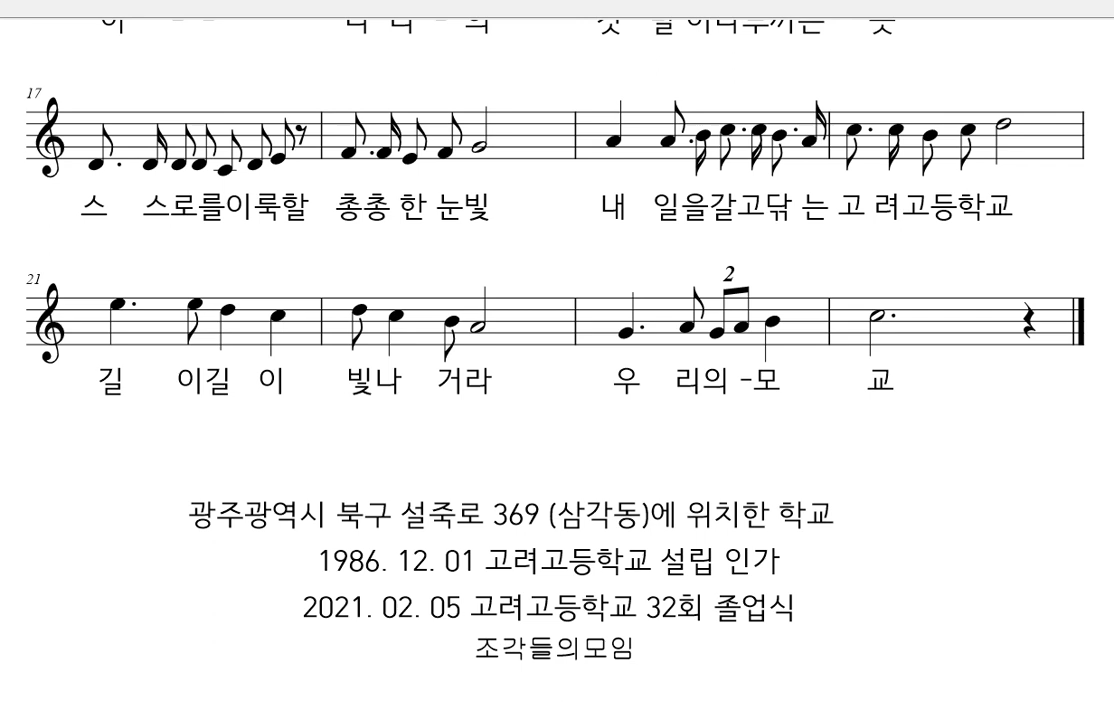 17
스 스로를이룩할 총총 한 눈빛 내 일을갈고닦 는 고 려고등학교
21
2
길 이길 이 빛나 거라 우 리의 -모 교
광주광역시 북구 설죽로 369 (삼각동)에 위치한 학교
1986. 12. 01 고려고등학교 설립 인가
2021. 02. 05 고려고등학교 32회 졸업식
조각들의모임